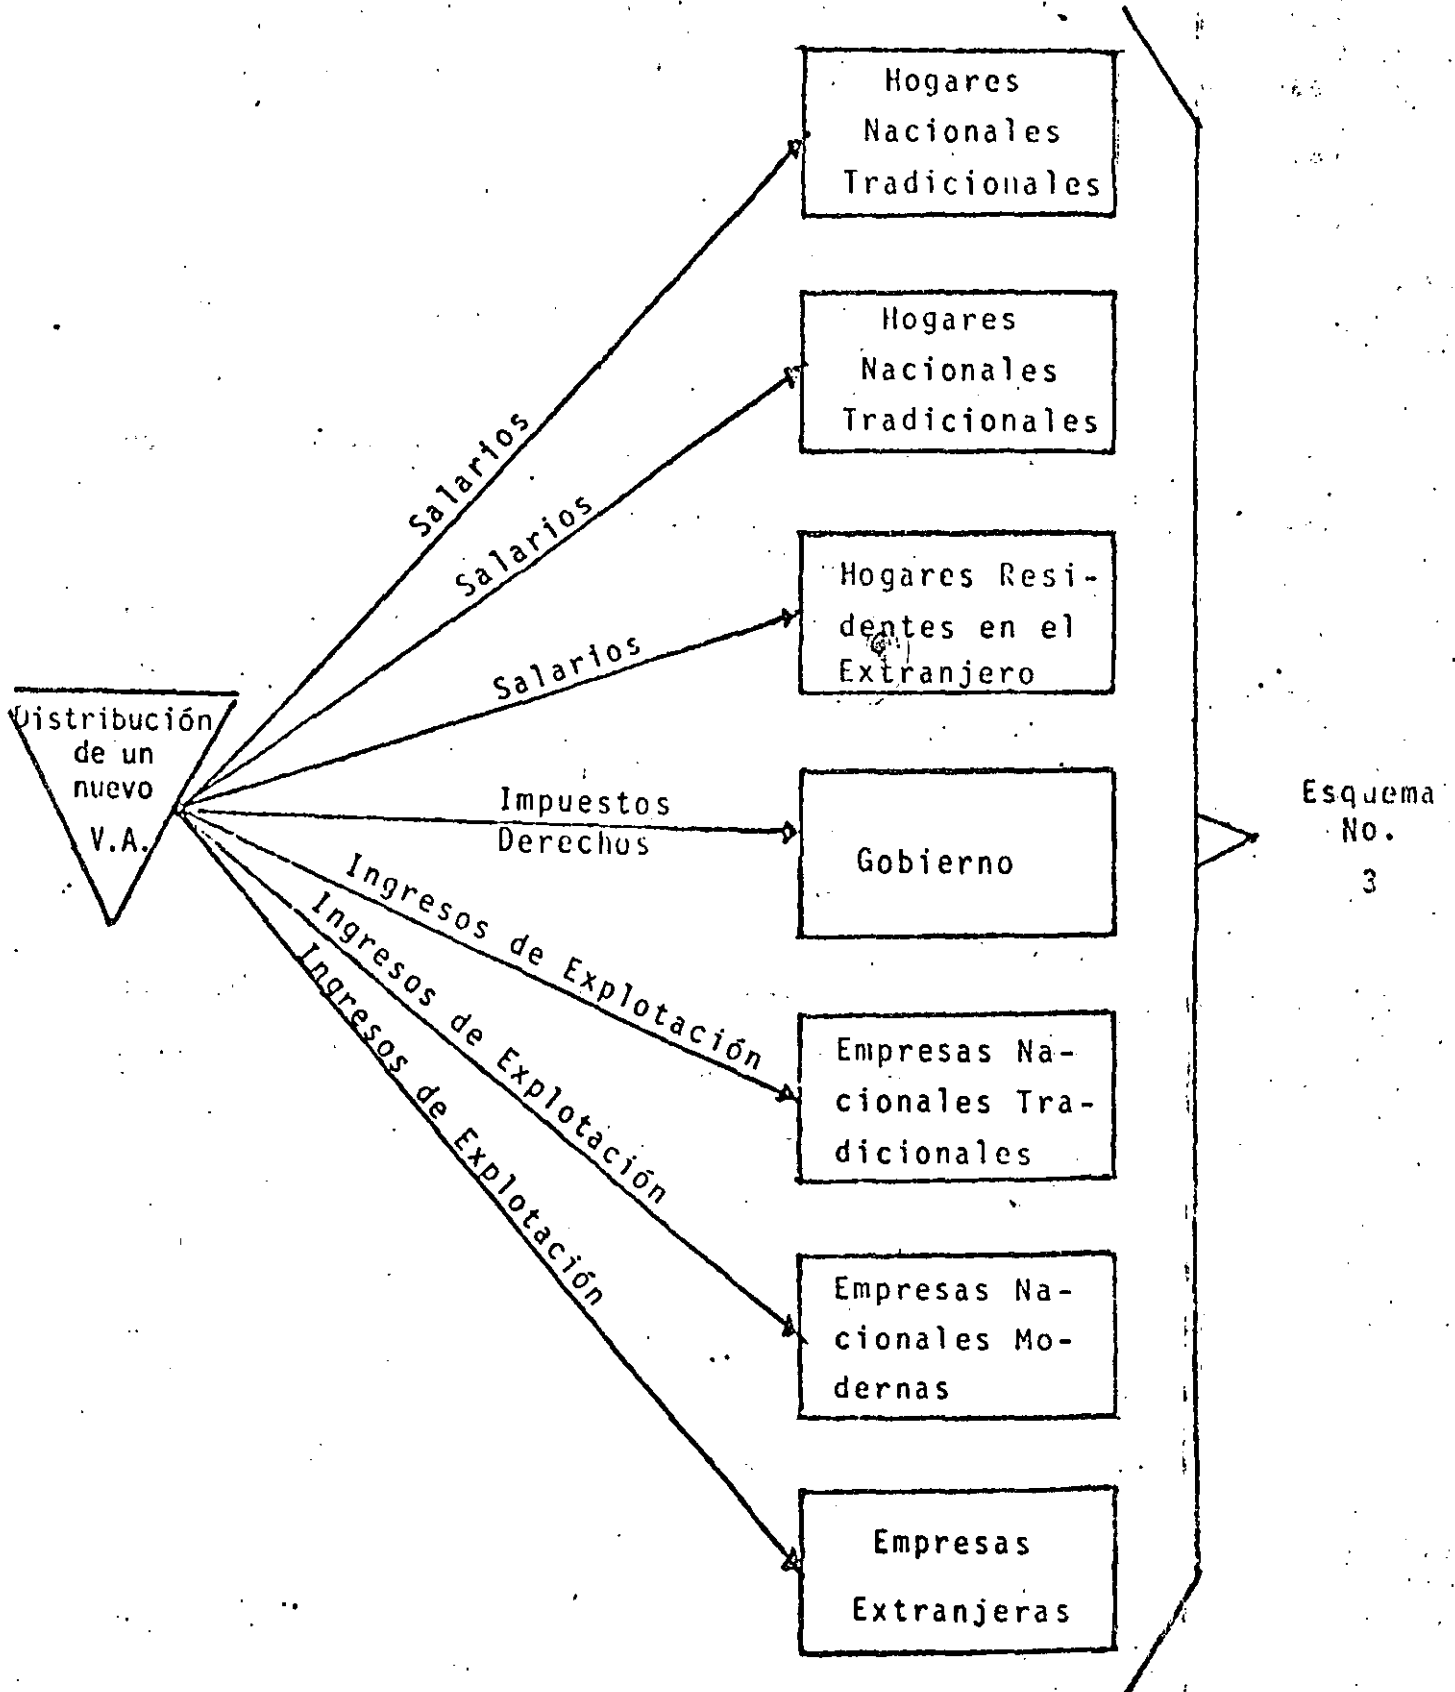 Hogares
Nacionales
Tradicionales
Hogares
Nacionales
Tradicionales
Hogares Resi-
dentes en el
Extranjero
Gobierno
Empresas Na-
cionales Tra-
dicionales
Empresas Na-
cionales Mo-
dernas
Empresas
Extranjeras
Salarios
Salarios
Salarios
Impuestos
Derechos
Ingresos de Explotación
Ingresos de Explotación
Ingresos de Explotación
Distribución
de un
nuevo
V.A.
Esquema
No.
3